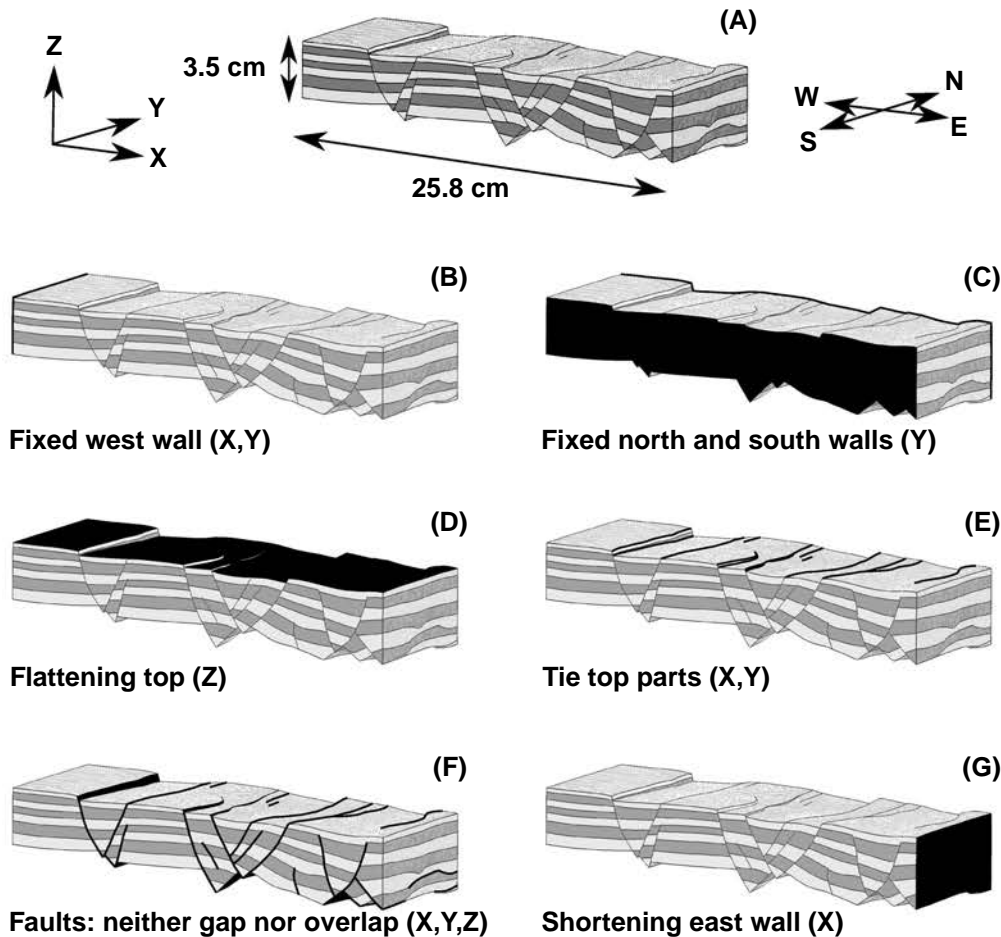 (A)
Z
Y
X
3.5 cm
25.8 cm
N
W
S
E
(B)
Fixed west wall (X,Y)
(C)
Fixed north and south walls (Y)
(D)
Flattening top (Z)
(E)
Tie top parts (X,Y)
(F)
Faults: neither gap nor overlap (X,Y,Z)
(G)
Shortening east wall (X)